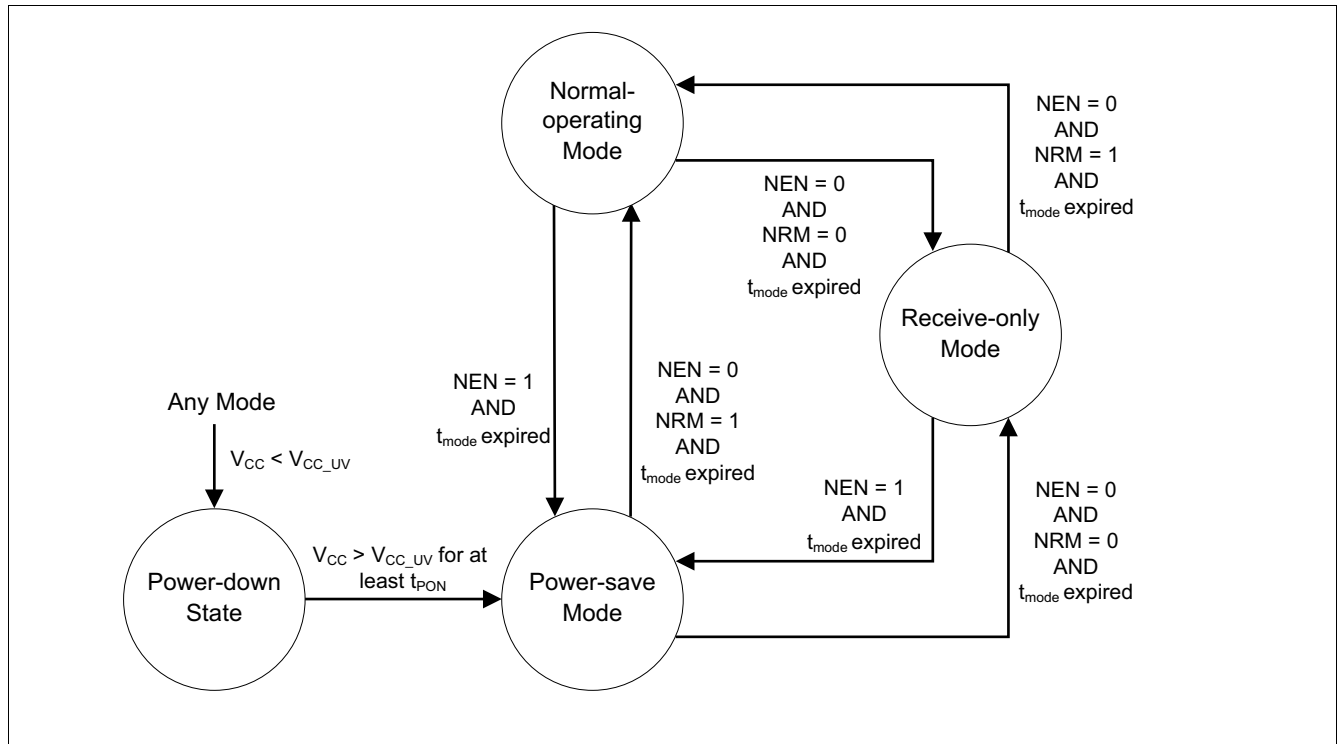 Normal-
operating
Mode
NEN = 0
AND
NRM = 1
AND
tmode expired
NEN = 0
AND
NRM = 0
AND
tmode expired
Receive-only
Mode
NEN = 1
AND
tmode expired
NEN = 0
AND
NRM = 1
AND
tmode expired
Any Mode
VCC < VCC_UV
NEN = 1
AND
tmode expired
NEN = 0
AND
NRM = 0
AND
tmode expired
Power-down
State
VCC > VCC_UV for at
least tPON
Power-save
Mode